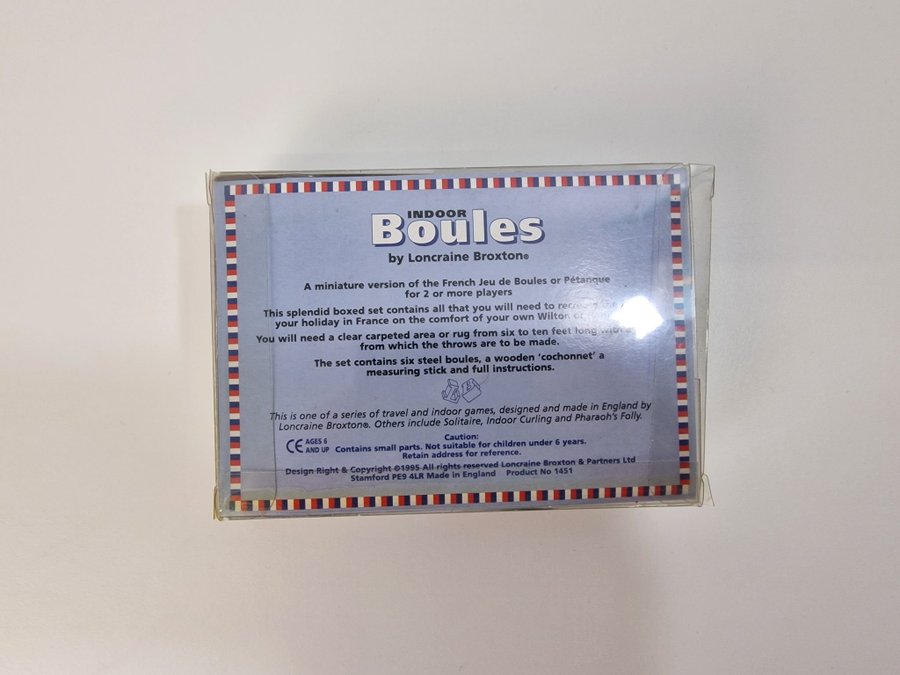 INDOOR
Boules
by Loncraine Broxton®
A miniature version of the French Jeu de Boules or Pétanque
for 2 or more players
This splendid boxed set contains all that you will need to
your holiday in France on the comfort of your own Wilton or
You will need a clear carpeted area or rug from six to ten feet long
from which the throws are to be made.
The set contains six steel boules, a wooden ‘cochonnet’ a
measuring stick and full instructions.
This is one of a series of travel and indoor games, designed and made in England by
Loncraine Broxton®. Others include Solitaire, Indoor Curling and Pharaoh's Folly.
Caution:
CE AGES 6 AND UP Contains small parts. Not suitable for children under 6 years.
Retain address for reference.
Design Right & Copyright ©1995 All rights reserved Loncraine Broxton & Partners Ltd
Stamford PE9 4LR Made in England Product No 1451